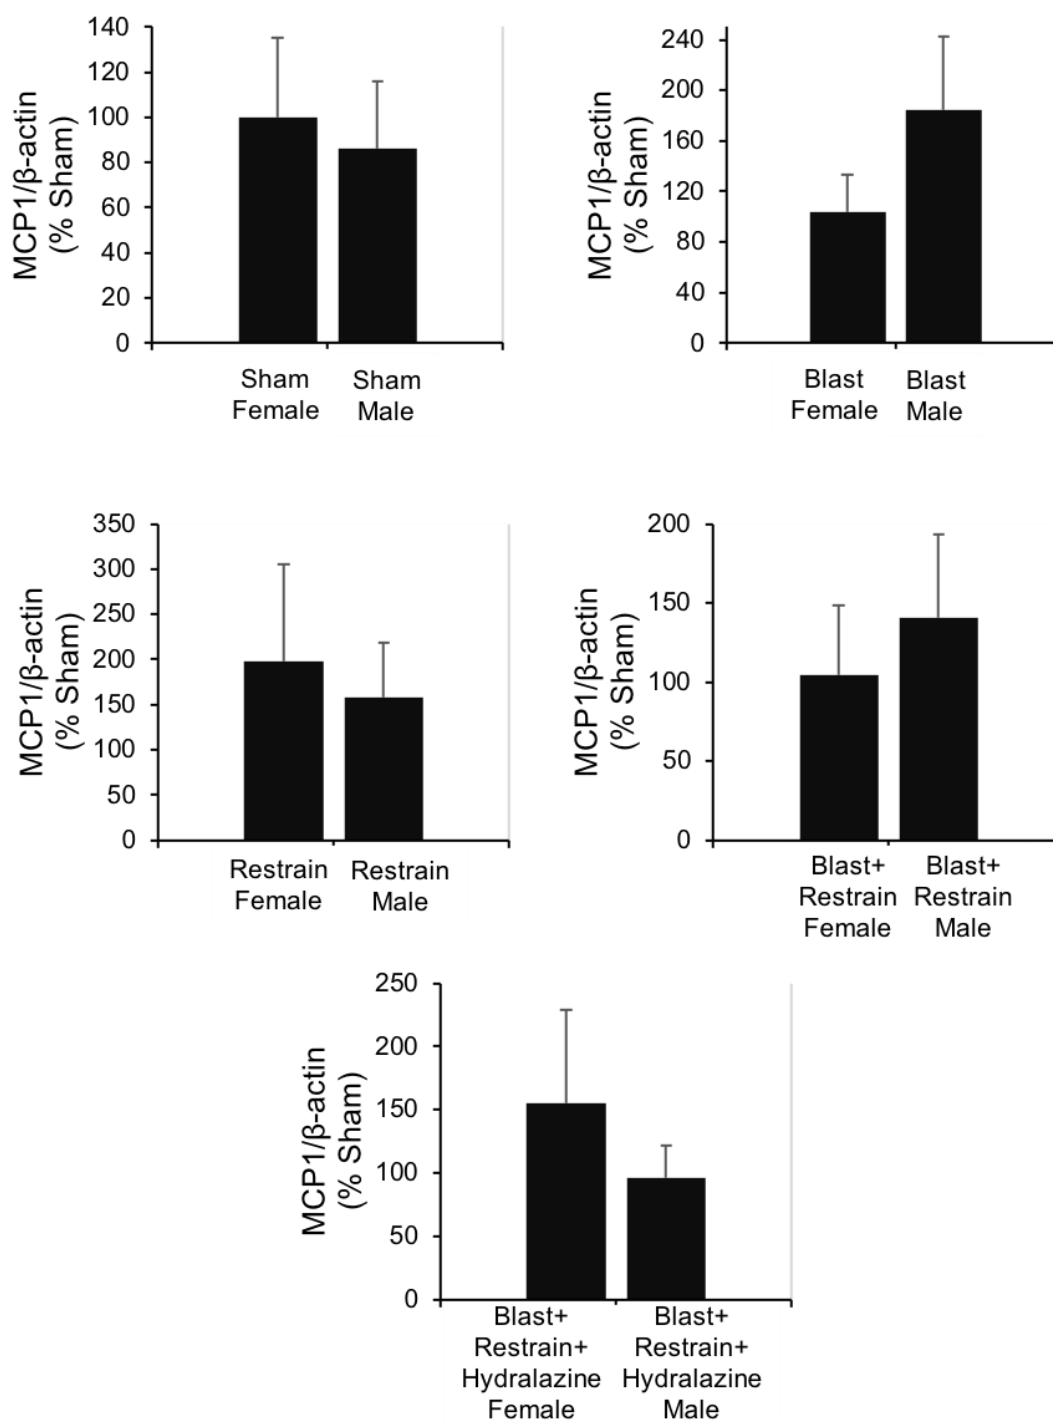 MCP1/β-actin
(% Sham)
140
120
100
80
60
40
20
0
Sham
Female
Sham
Male
MCP1/β-actin
(% Sham)
240
200
160
120
80
40
0
Blast
Female
Blast
Male
MCP1/β-actin
(% Sham)
350
300
250
200
150
100
50
0
Restrain
Female
Restrain
Male
MCP1/β-actin
(% Sham)
200
150
100
50
0
Blast+
Restrain
Female
Blast+
Restrain
Male
MCP1/β-actin
(% Sham)
250
200
150
100
50
0
Blast+
Restrain+
Hydralazine
Female
Blast+
Restrain+
Hydralazine
Male